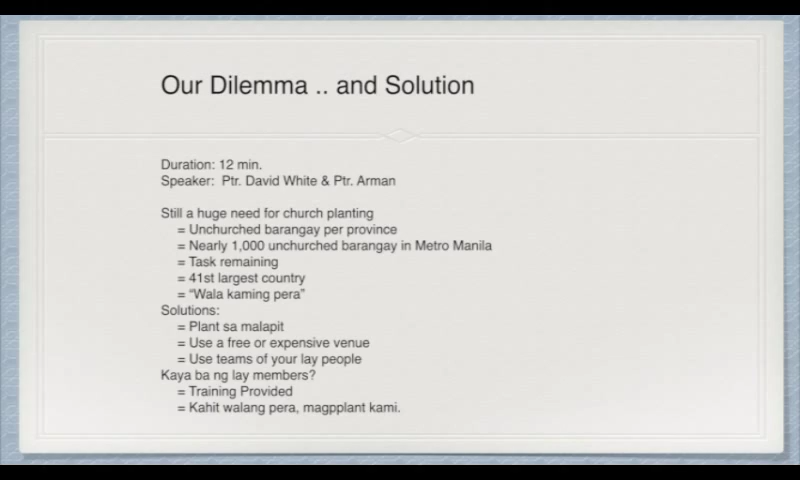 Our Dilemma .. and Solution
Duration: 12 min.
Speaker:  Ptr. David White & Ptr. Arman
Still a huge need for church planting
= Unchurched barangay per province
= Nearly 1,000 unchurched barangay in Metro Manila
= Task remaining
= 41st largest country
= “Wala kaming pera”
Solutions:
= Plant sa malapit
= Use a free or expensive venue
= Use teams of your lay people
Kaya ba ng lay members?
= Training Provided
= Kahit walang pera, magpplant kami.